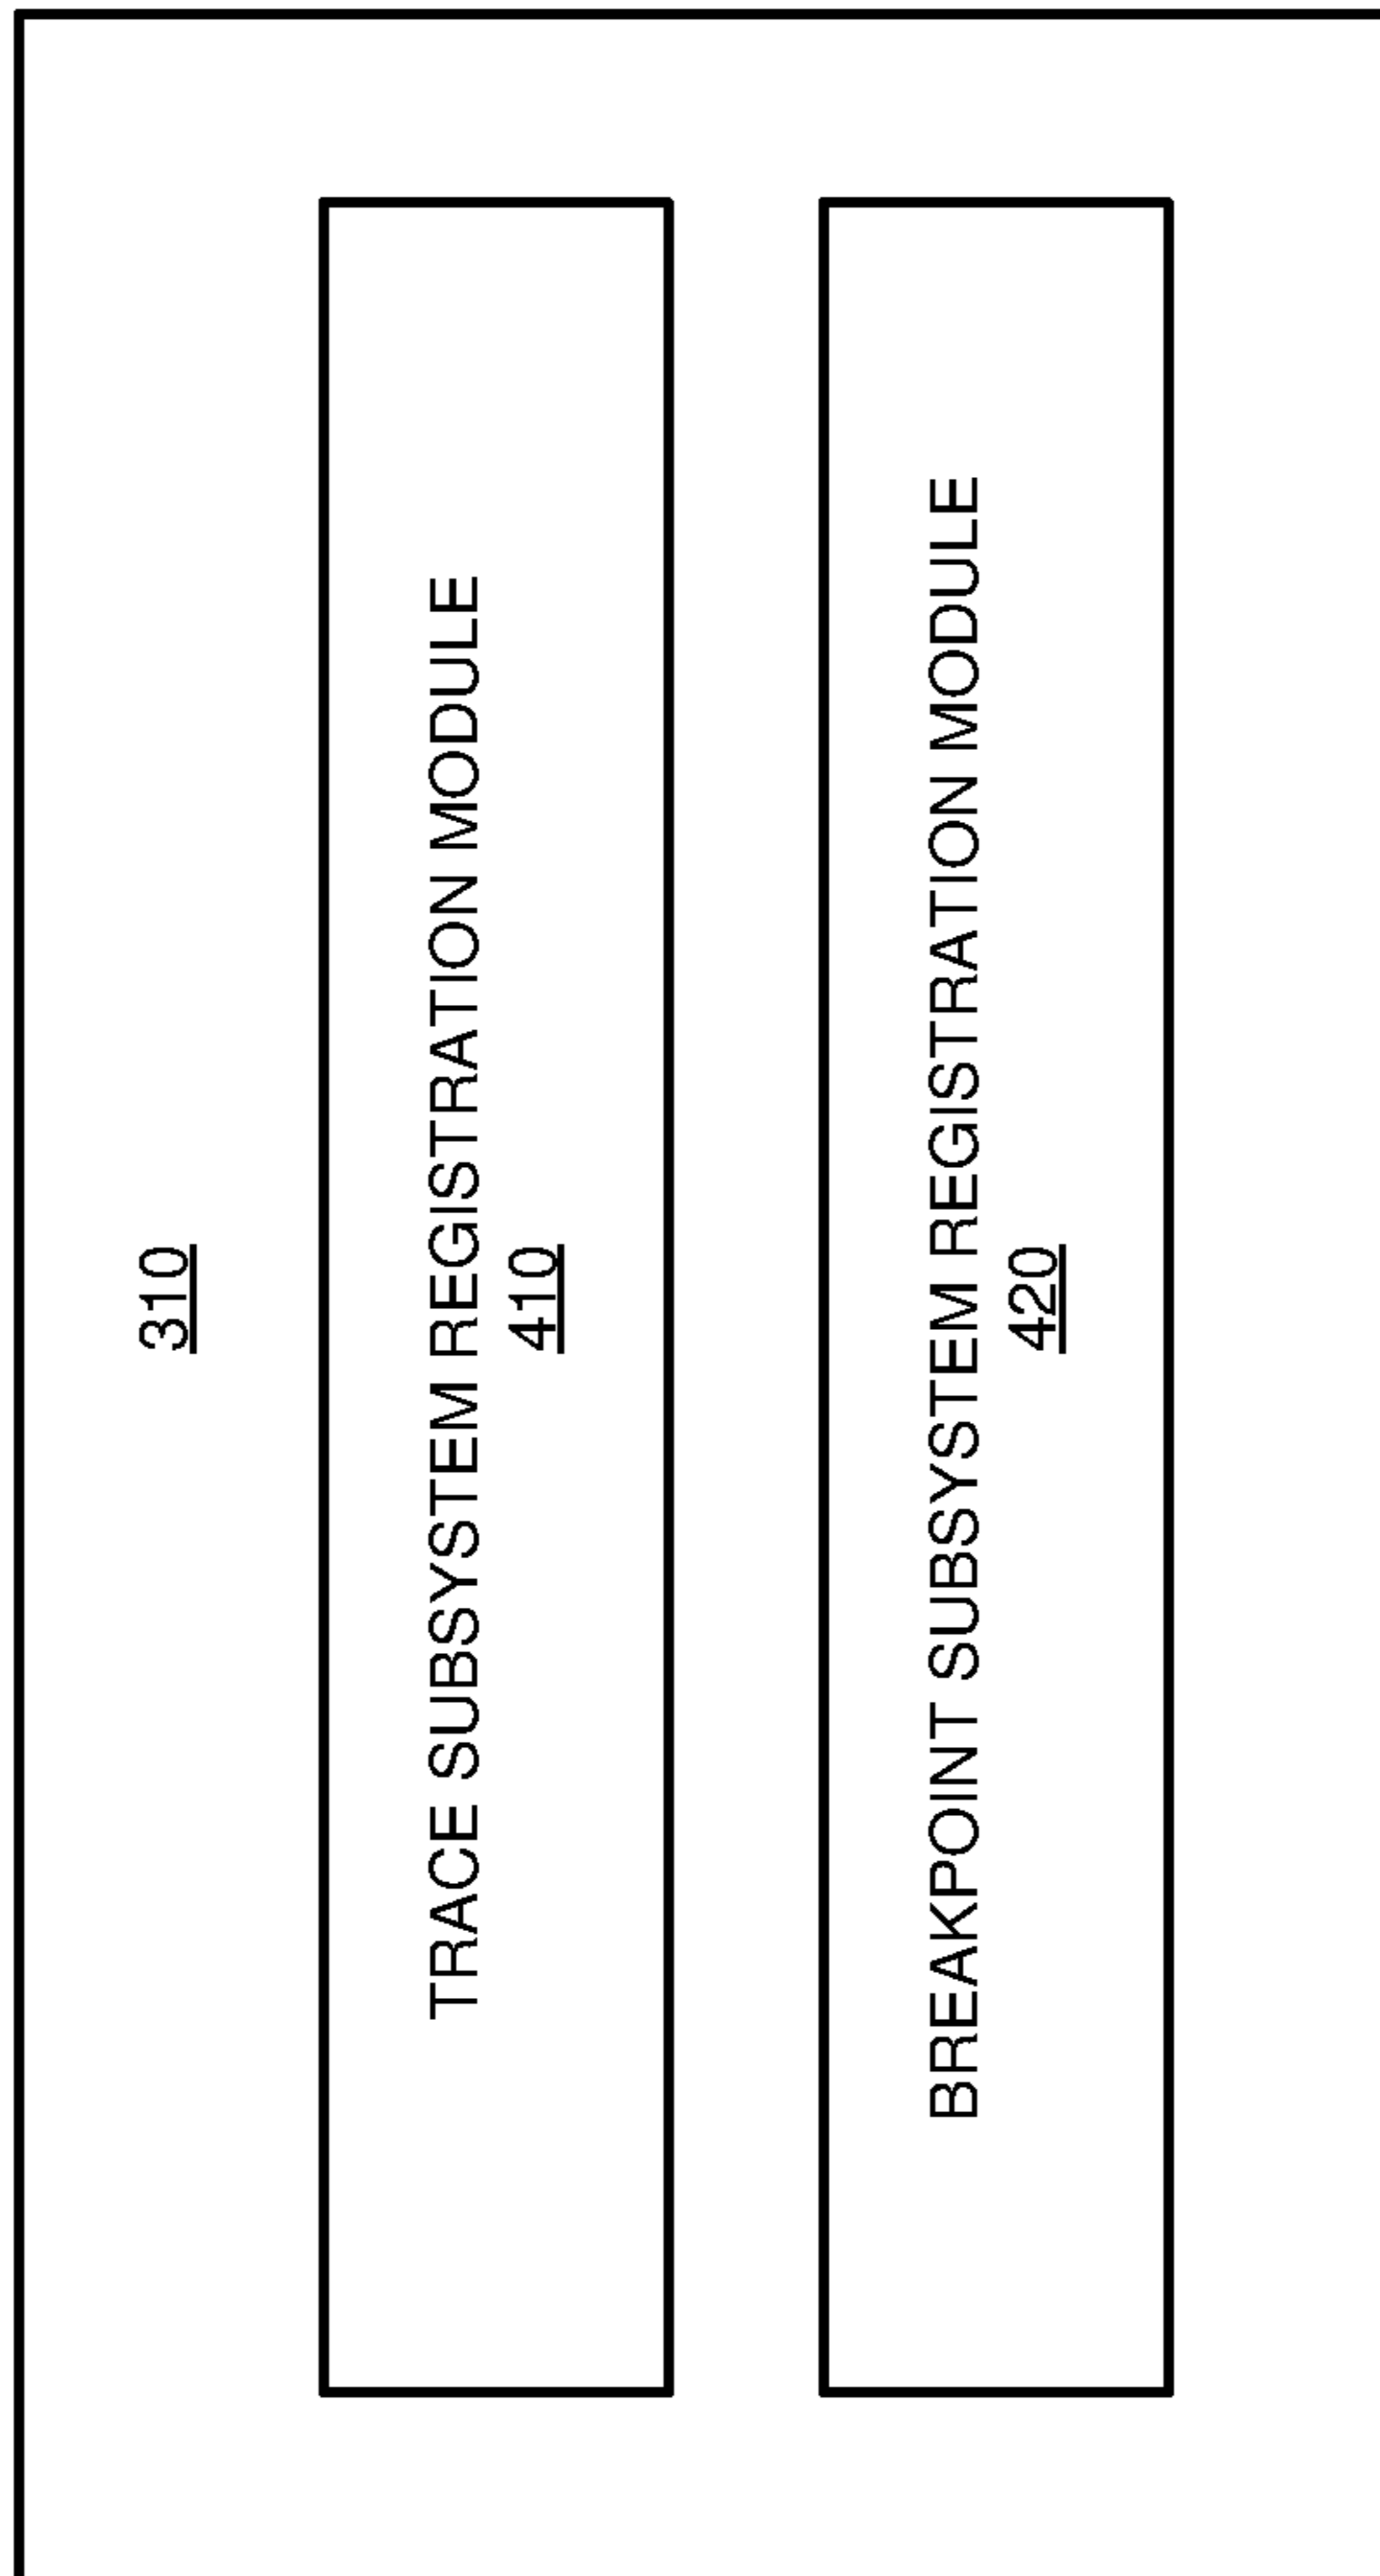 310
TRACE SUBSYSTEM REGISTRATION MODULE
410
BREAKPOINT SUBSYSTEM REGISTRATION MODULE
420